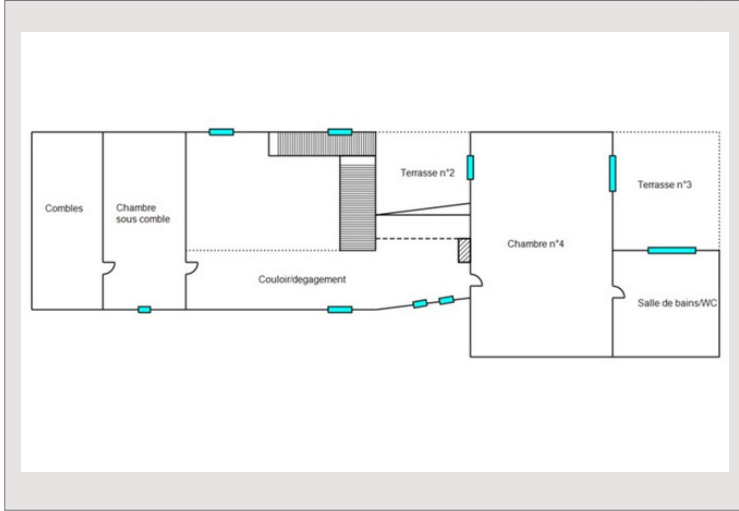 Combles
Chambre
sous comble
Couloir/degagement
Terrasse n°2
Chambre n°4
Terrasse n°3
Salle de bains/WC